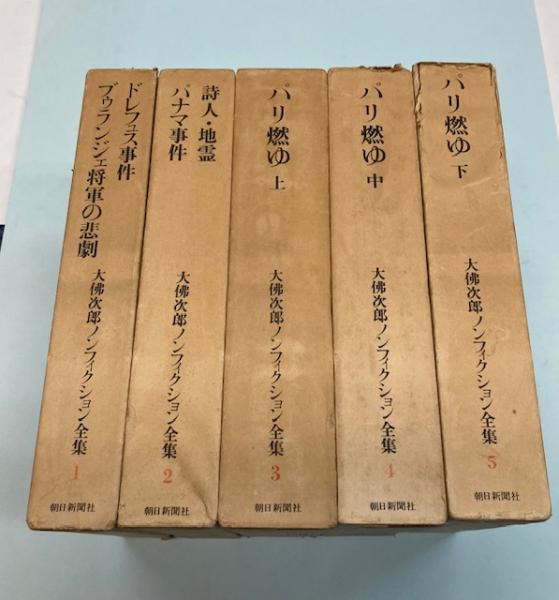 ドレフュス事件
ブゥランジェ将軍の悲劇
大佛次郎ノンフィクション全集
1
朝日新聞社
詩人・地霊
パナマ事件
大佛次郎ノンフィクション全集
2
朝日新聞社
パリ燃ゆ 上
大佛次郎ノンフィクション全集
3
朝日新聞社
パリ燃ゆ 中
大佛次郎ノンフィクション全集
4
朝日新聞社
パリ燃ゆ 下
大佛次郎ノンフィクション全集
5
朝日新聞社